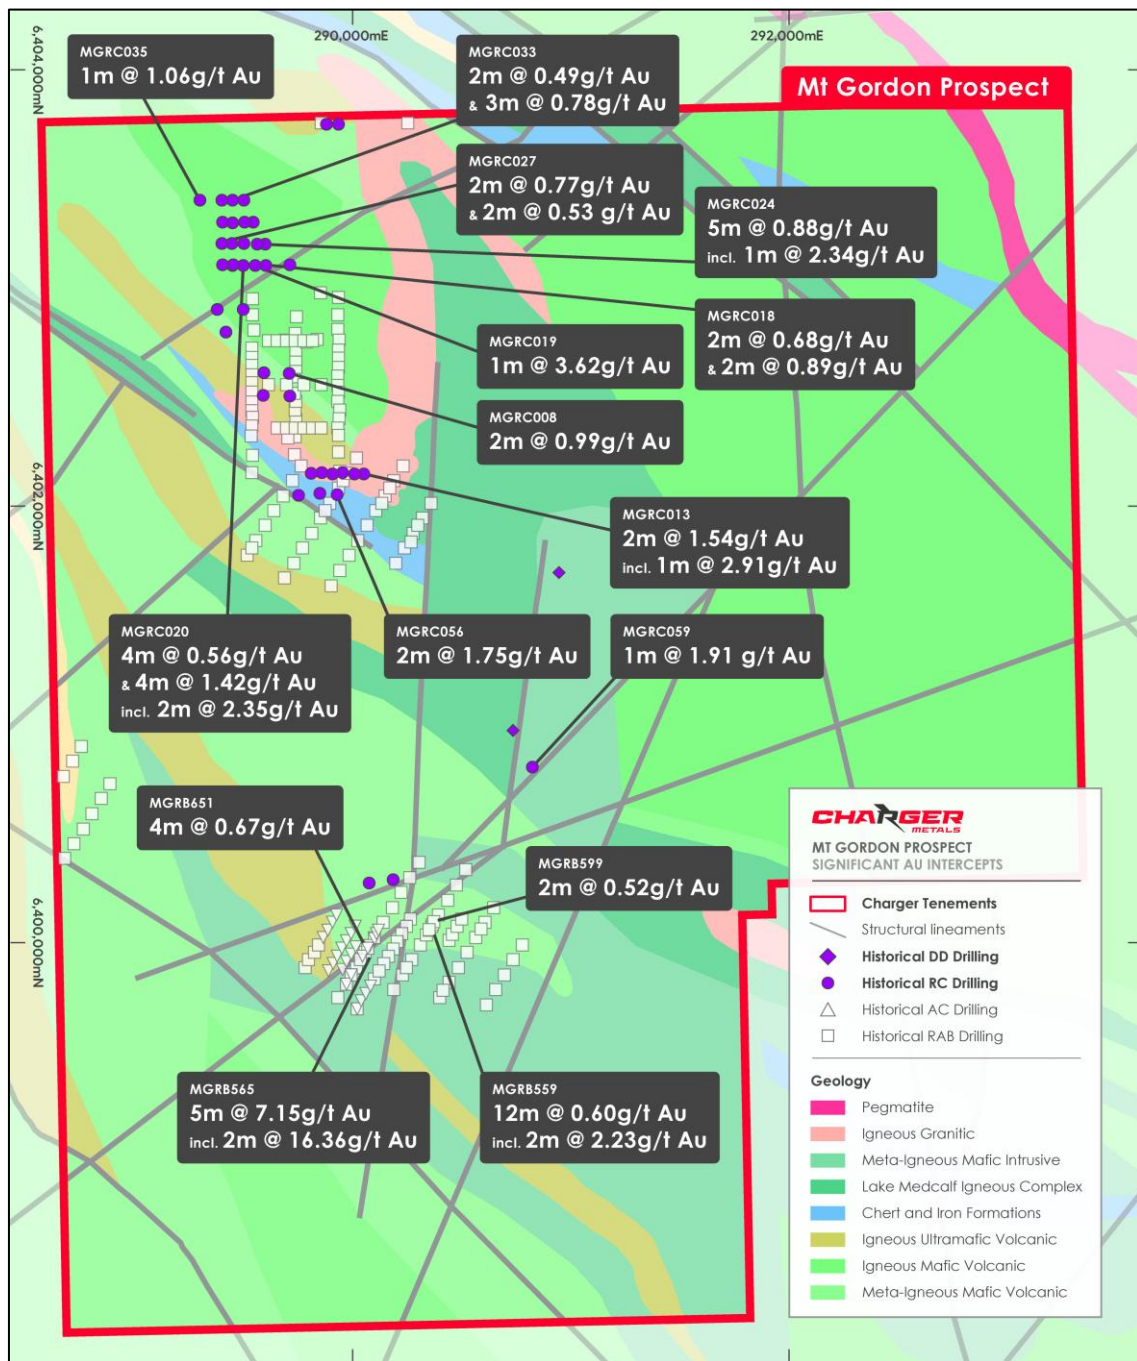 290,000mE
292,000mE
6,404,000mN
6,402,000mN
6,400,000mN
Mt Gordon Prospect
MGRC035
1m @ 1.06g/t Au
MGRC033
2m @ 0.49g/t Au
& 3m @ 0.78g/t Au
MGRC027
2m @ 0.77g/t Au
& 2m @ 0.53 g/t Au
MGRC024
5m @ 0.88g/t Au
incl. 1m @ 2.34g/t Au
MGRC018
2m @ 0.68g/t Au
& 2m @ 0.89g/t Au
MGRC019
1m @ 3.62g/t Au
MGRC008
2m @ 0.99g/t Au
MGRC013
2m @ 1.54g/t Au
incl. 1m @ 2.91g/t Au
MGRC020
4m @ 0.56g/t Au
& 4m @ 1.42g/t Au
incl. 2m @ 2.35g/t Au
MGRC056
2m @ 1.75g/t Au
MGRC059
1m @ 1.91 g/t Au
MGRB651
4m @ 0.67g/t Au
MGRB599
2m @ 0.52g/t Au
MGRB565
5m @ 7.15g/t Au
incl. 2m @ 16.36g/t Au
MGRB559
12m @ 0.60g/t Au
incl. 2m @ 2.23g/t Au
CHARGER
METALS
MT GORDON PROSPECT
SIGNIFICANT AU INTERCEPTS
Charger Tenements
Structural lineaments
Historical DD Drilling
Historical RC Drilling
Historical AC Drilling
Historical RAB Drilling
Geology
Pegmatite
Igneous Granitic
Meta-Igneous Mafic Intrusive
Lake Medcalf Igneous Complex
Chert and Iron Formations
Igneous Ultramafic Volcanic
Igneous Mafic Volcanic
Meta-Igneous Mafic Volcanic